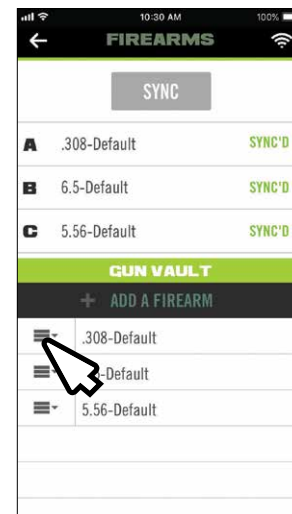 10:30 AM 100%
FIREARMS
SYNC
A .308-Default SYNC'D
B 6.5-Default SYNC'D
C 5.56-Default SYNC'D
GUN VAULT
+ ADD A FIREARM
.308-Default
-Default
5.56-Default